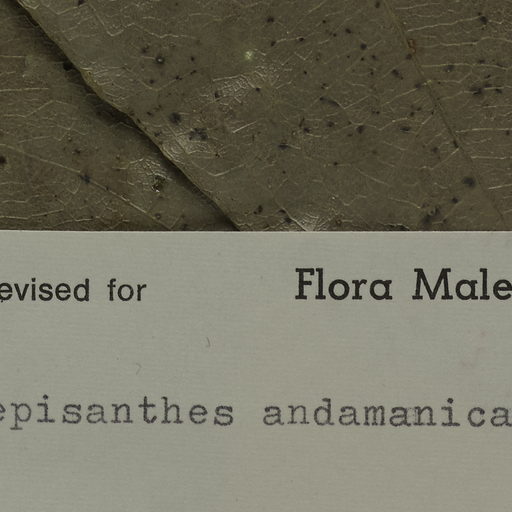 evised for Flora Male
episanthes andamanica